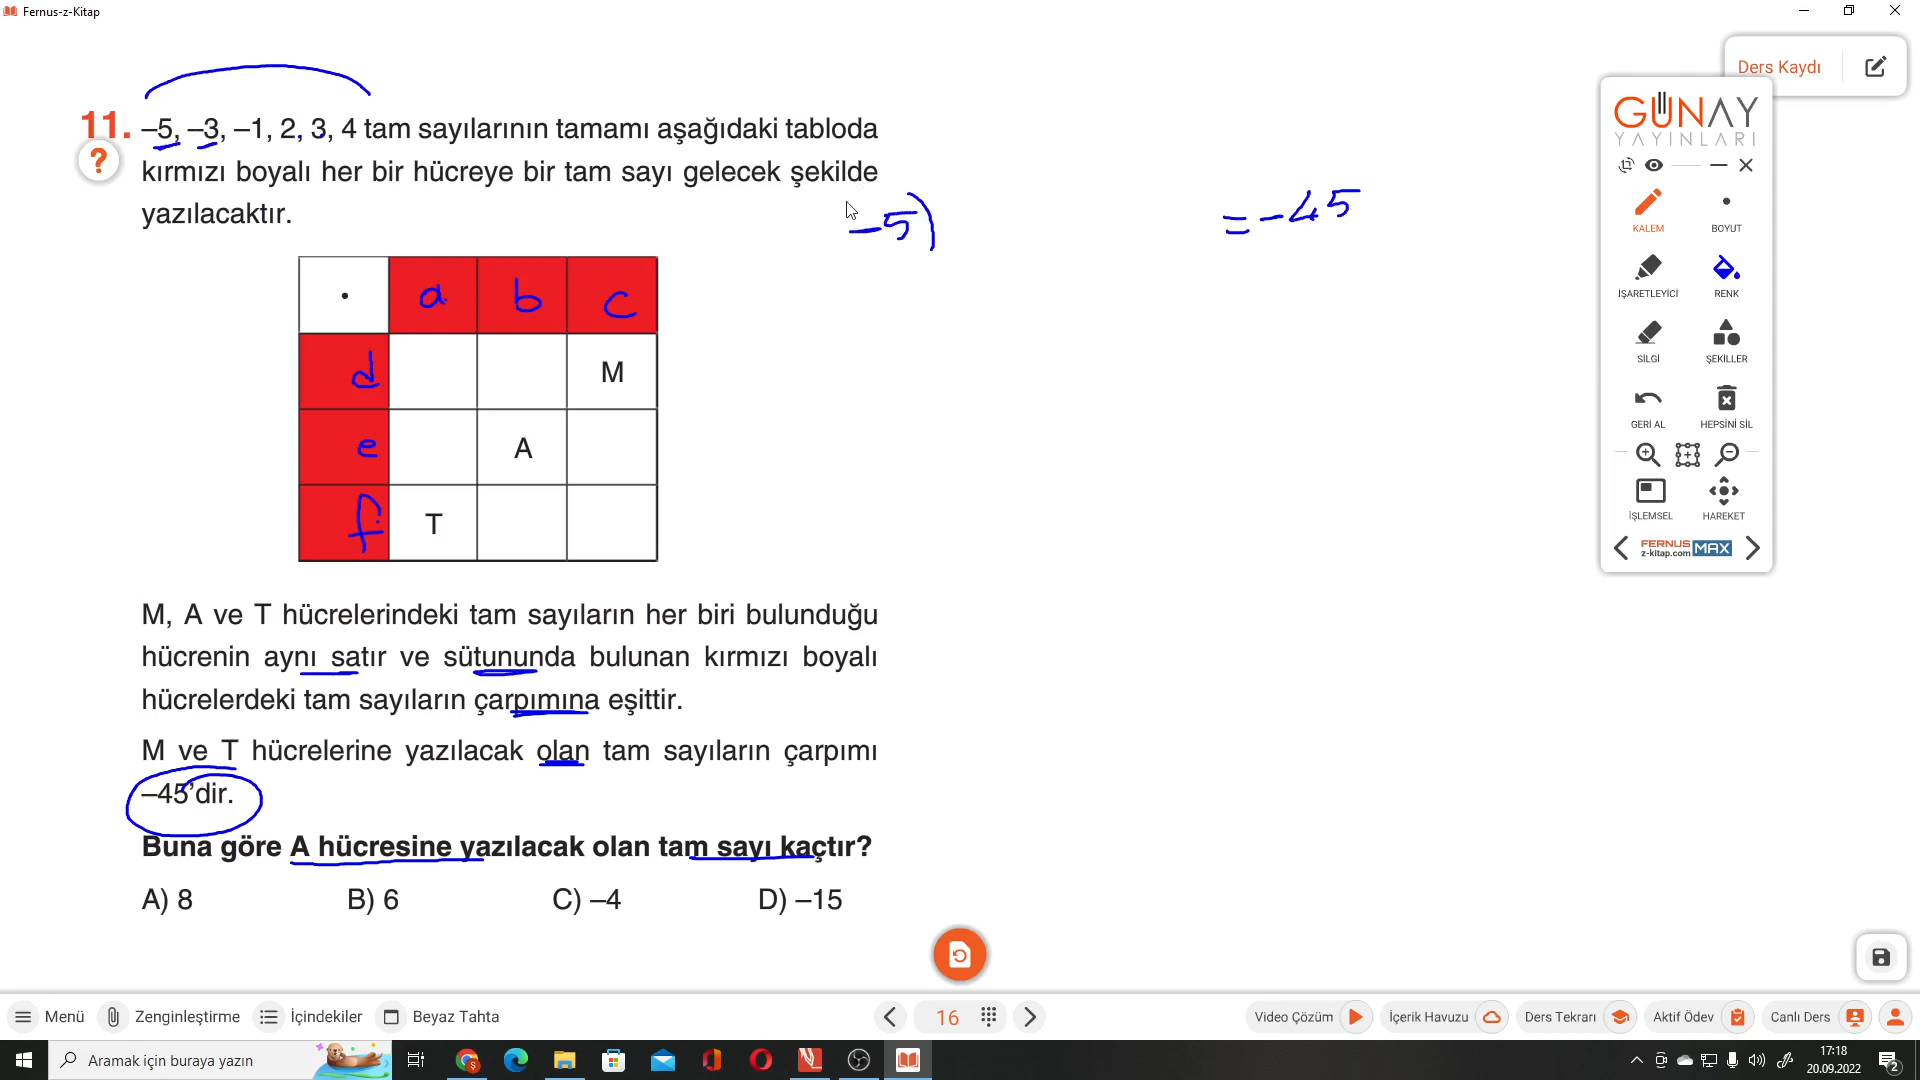 Fernus-z-Kitap
Ders Kaydı
GÜNAY
YAYINLARI
11. –5, –3, –1, 2, 3, 4 tam sayılarının tamamı aşağıdaki tabloda
? kırmızı boyalı her bir hücreye bir tam sayı gelecek şekilde
yazılacaktır.
–5)
= –45
KALEM BOYUT
İŞARETLEYİCİ RENK
SİLGİ ŞEKİLLER
GERİ AL HEPSİNİ SİL
İŞLEMSEL HAREKET
FERNUS
z-kitap.com MAX
• a b c
d M
e A
f T
M, A ve T hücrelerindeki tam sayıların her biri bulunduğu
hücrenin aynı satır ve sütununda bulunan kırmızı boyalı
hücrelerdeki tam sayıların çarpımına eşittir.
M ve T hücrelerine yazılacak olan tam sayıların çarpımı
–45'dir.
Buna göre A hücresine yazılacak olan tam sayı kaçtır?
A) 8 B) 6 C) –4 D) –15
Menü Zenginleştirme İçindekiler Beyaz Tahta 16 Video Çözüm İçerik Havuzu Ders Tekrarı Aktif Ödev Canlı Ders
Aramak için buraya yazın
17:18
20.09.2022
2